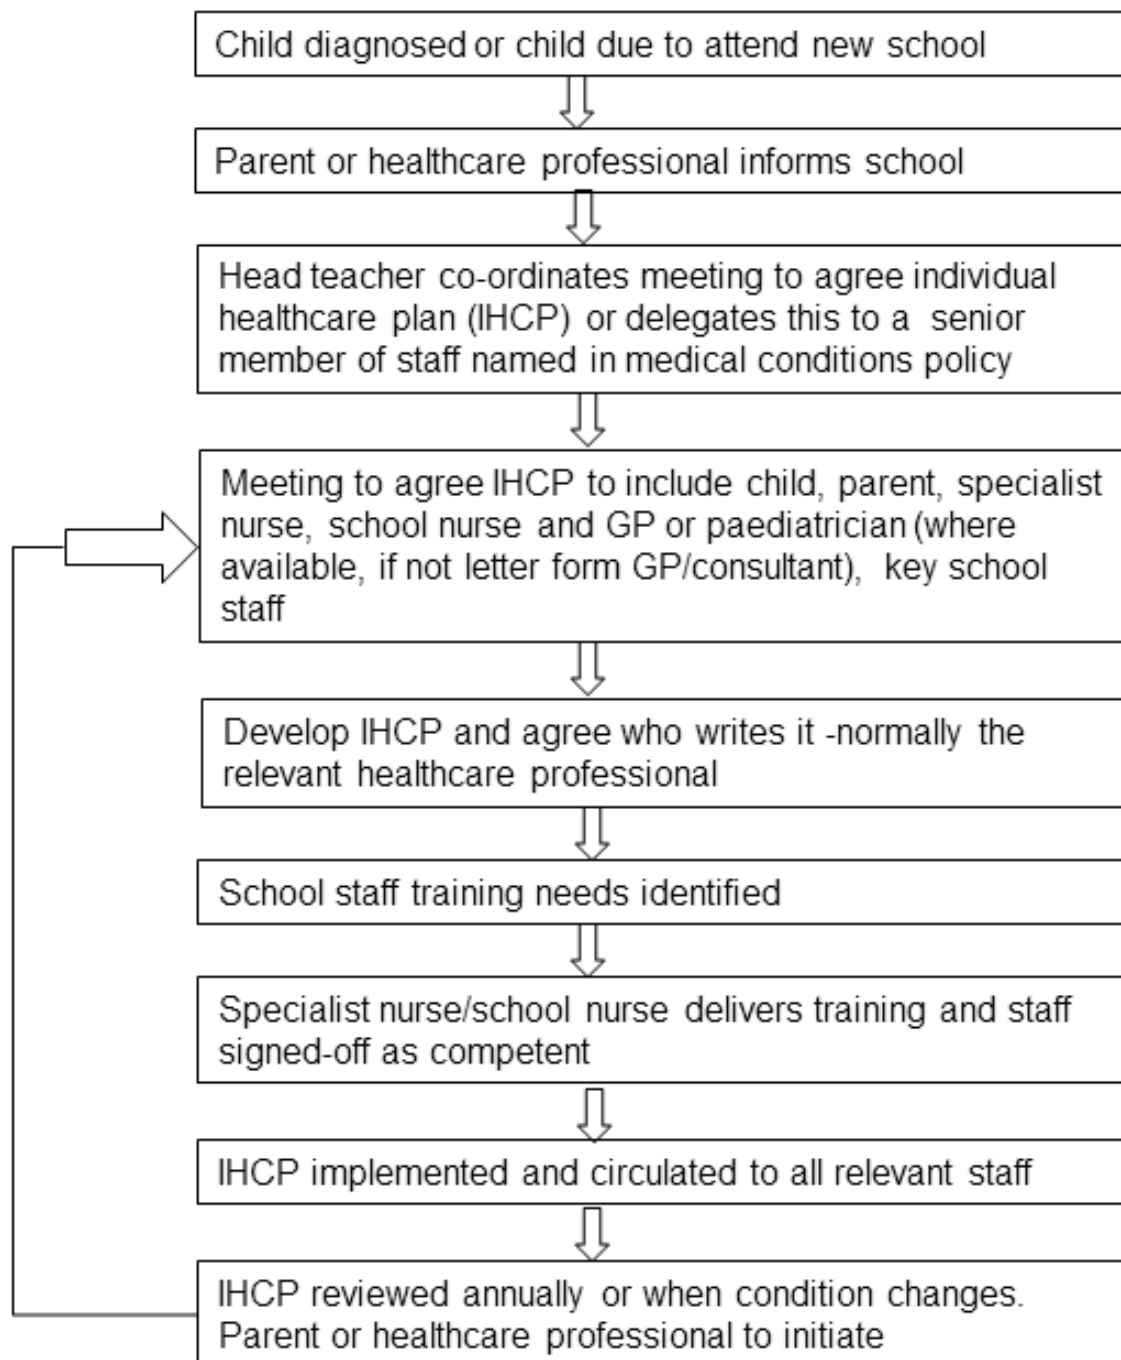 Child diagnosed or child due to attend new school
Parent or healthcare professional informs school
Head teacher co-ordinates meeting to agree individual
healthcare plan (IHCP) or delegates this to a senior
member of staff named in medical conditions policy
Meeting to agree IHCP to include child, parent, specialist
nurse, school nurse and GP or paediatrician (where
available, if not letter form GP/consultant), key school
staff
Develop IHCP and agree who writes it -normally the
relevant healthcare professional
School staff training needs identified
Specialist nurse/school nurse delivers training and staff
signed-off as competent
IHCP implemented and circulated to all relevant staff
IHCP reviewed annually or when condition changes.
Parent or healthcare professional to initiate